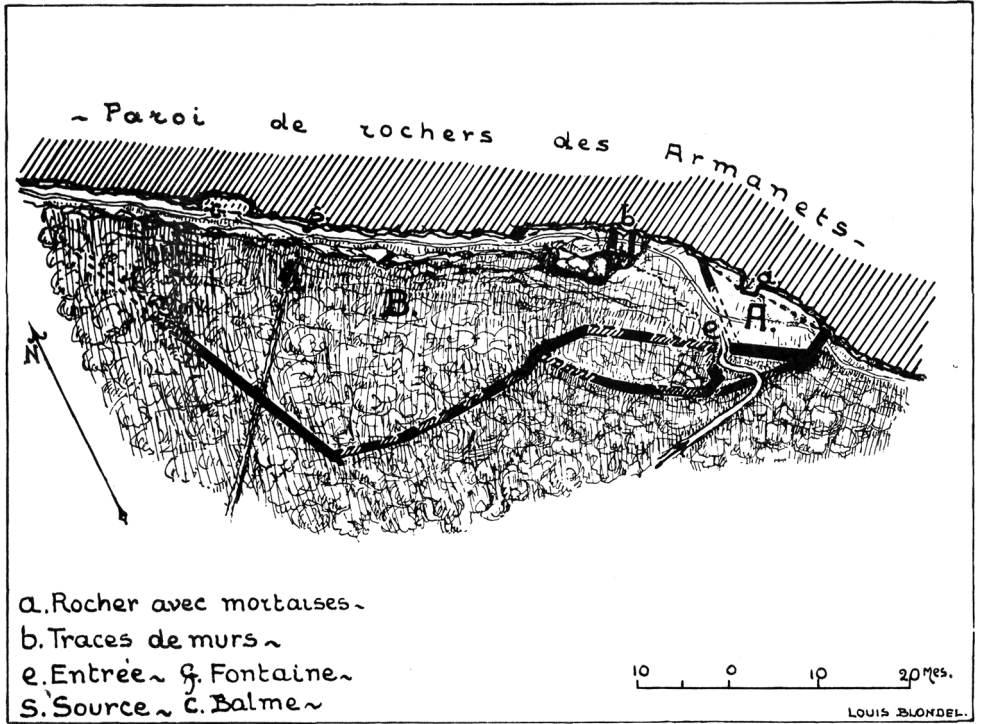 ~ Paroi de rochers des Armanets ~
s.
b
a
B.
A.
e
N
a. Rocher avec mortaises ~
b. Traces de murs ~
e. Entrée ~ f. Fontaine ~
S. Source ~ c. Balme ~
10 0 10 20 Mes.
LOUIS BLONDEL.